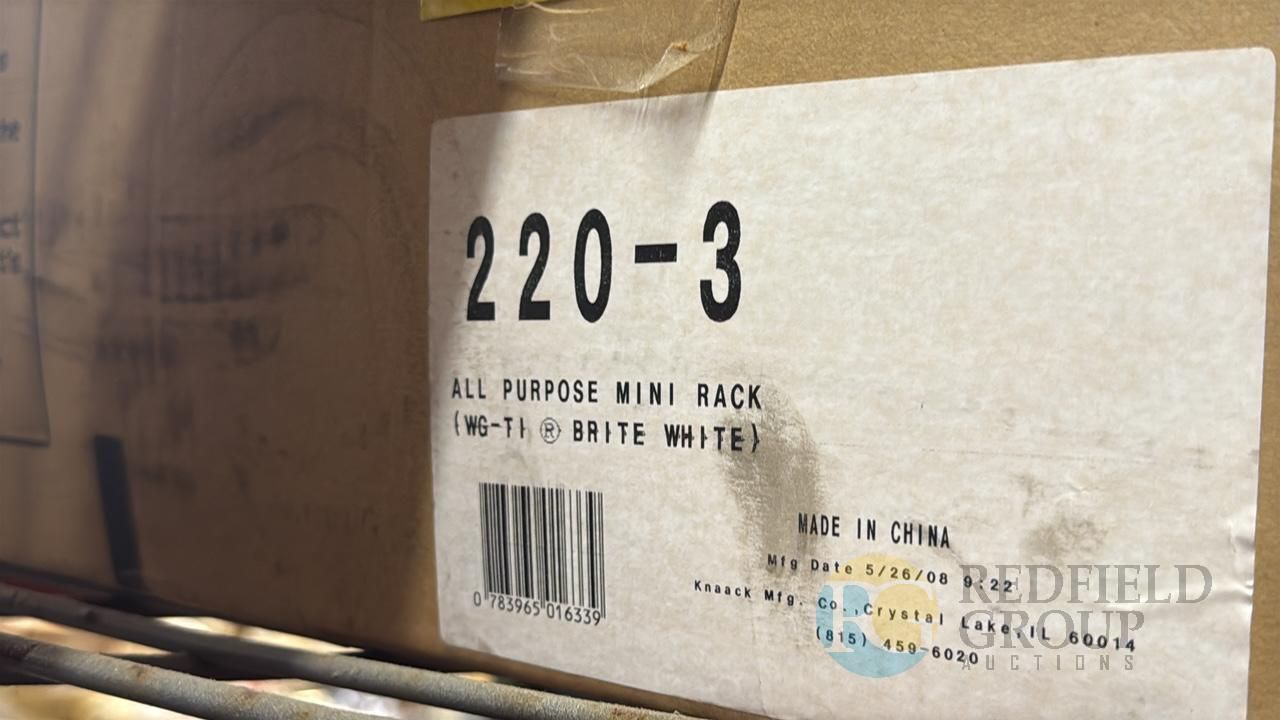 220-3
ALL PURPOSE MINI RACK
(WG-TI ® BRITE WHITE)
0 783965 016339
MADE IN CHINA
Mfg Date 5/26/08 9:22
Knaack Mfg. Co., Crystal Lake, IL 60014
(815) 459-6020
REDFIELD
GROUP
AUCTIONS